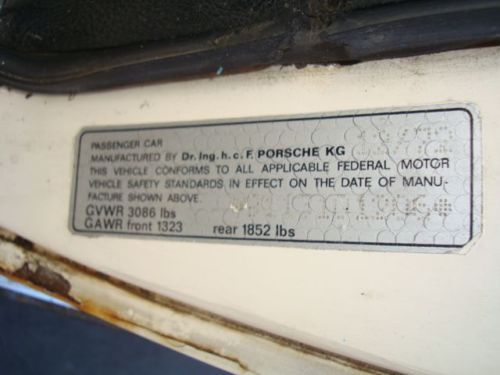 PASSENGER CAR
MANUFACTURED BY Dr. Ing. h. c. F. PORSCHE KG
THIS VEHICLE CONFORMS TO ALL APPLICABLE FEDERAL MOTOR
VEHICLE SAFETY STANDARDS IN EFFECT ON THE DATE OF MANU-
FACTURE SHOWN ABOVE.
GVWR 3086 lbs
GAWR front 1323 rear 1852 lbs